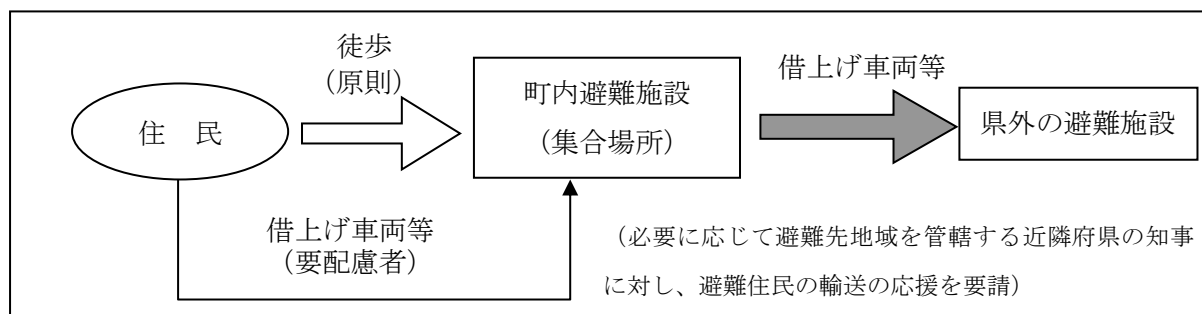 徒歩
(原則)
住　民
町内避難施設
(集合場所)
借上げ車両等
県外の避難施設
借上げ車両等
(要配慮者)
（必要に応じて避難先地域を管轄する近隣府県の知事
に対し、避難住民の輸送の応援を要請）